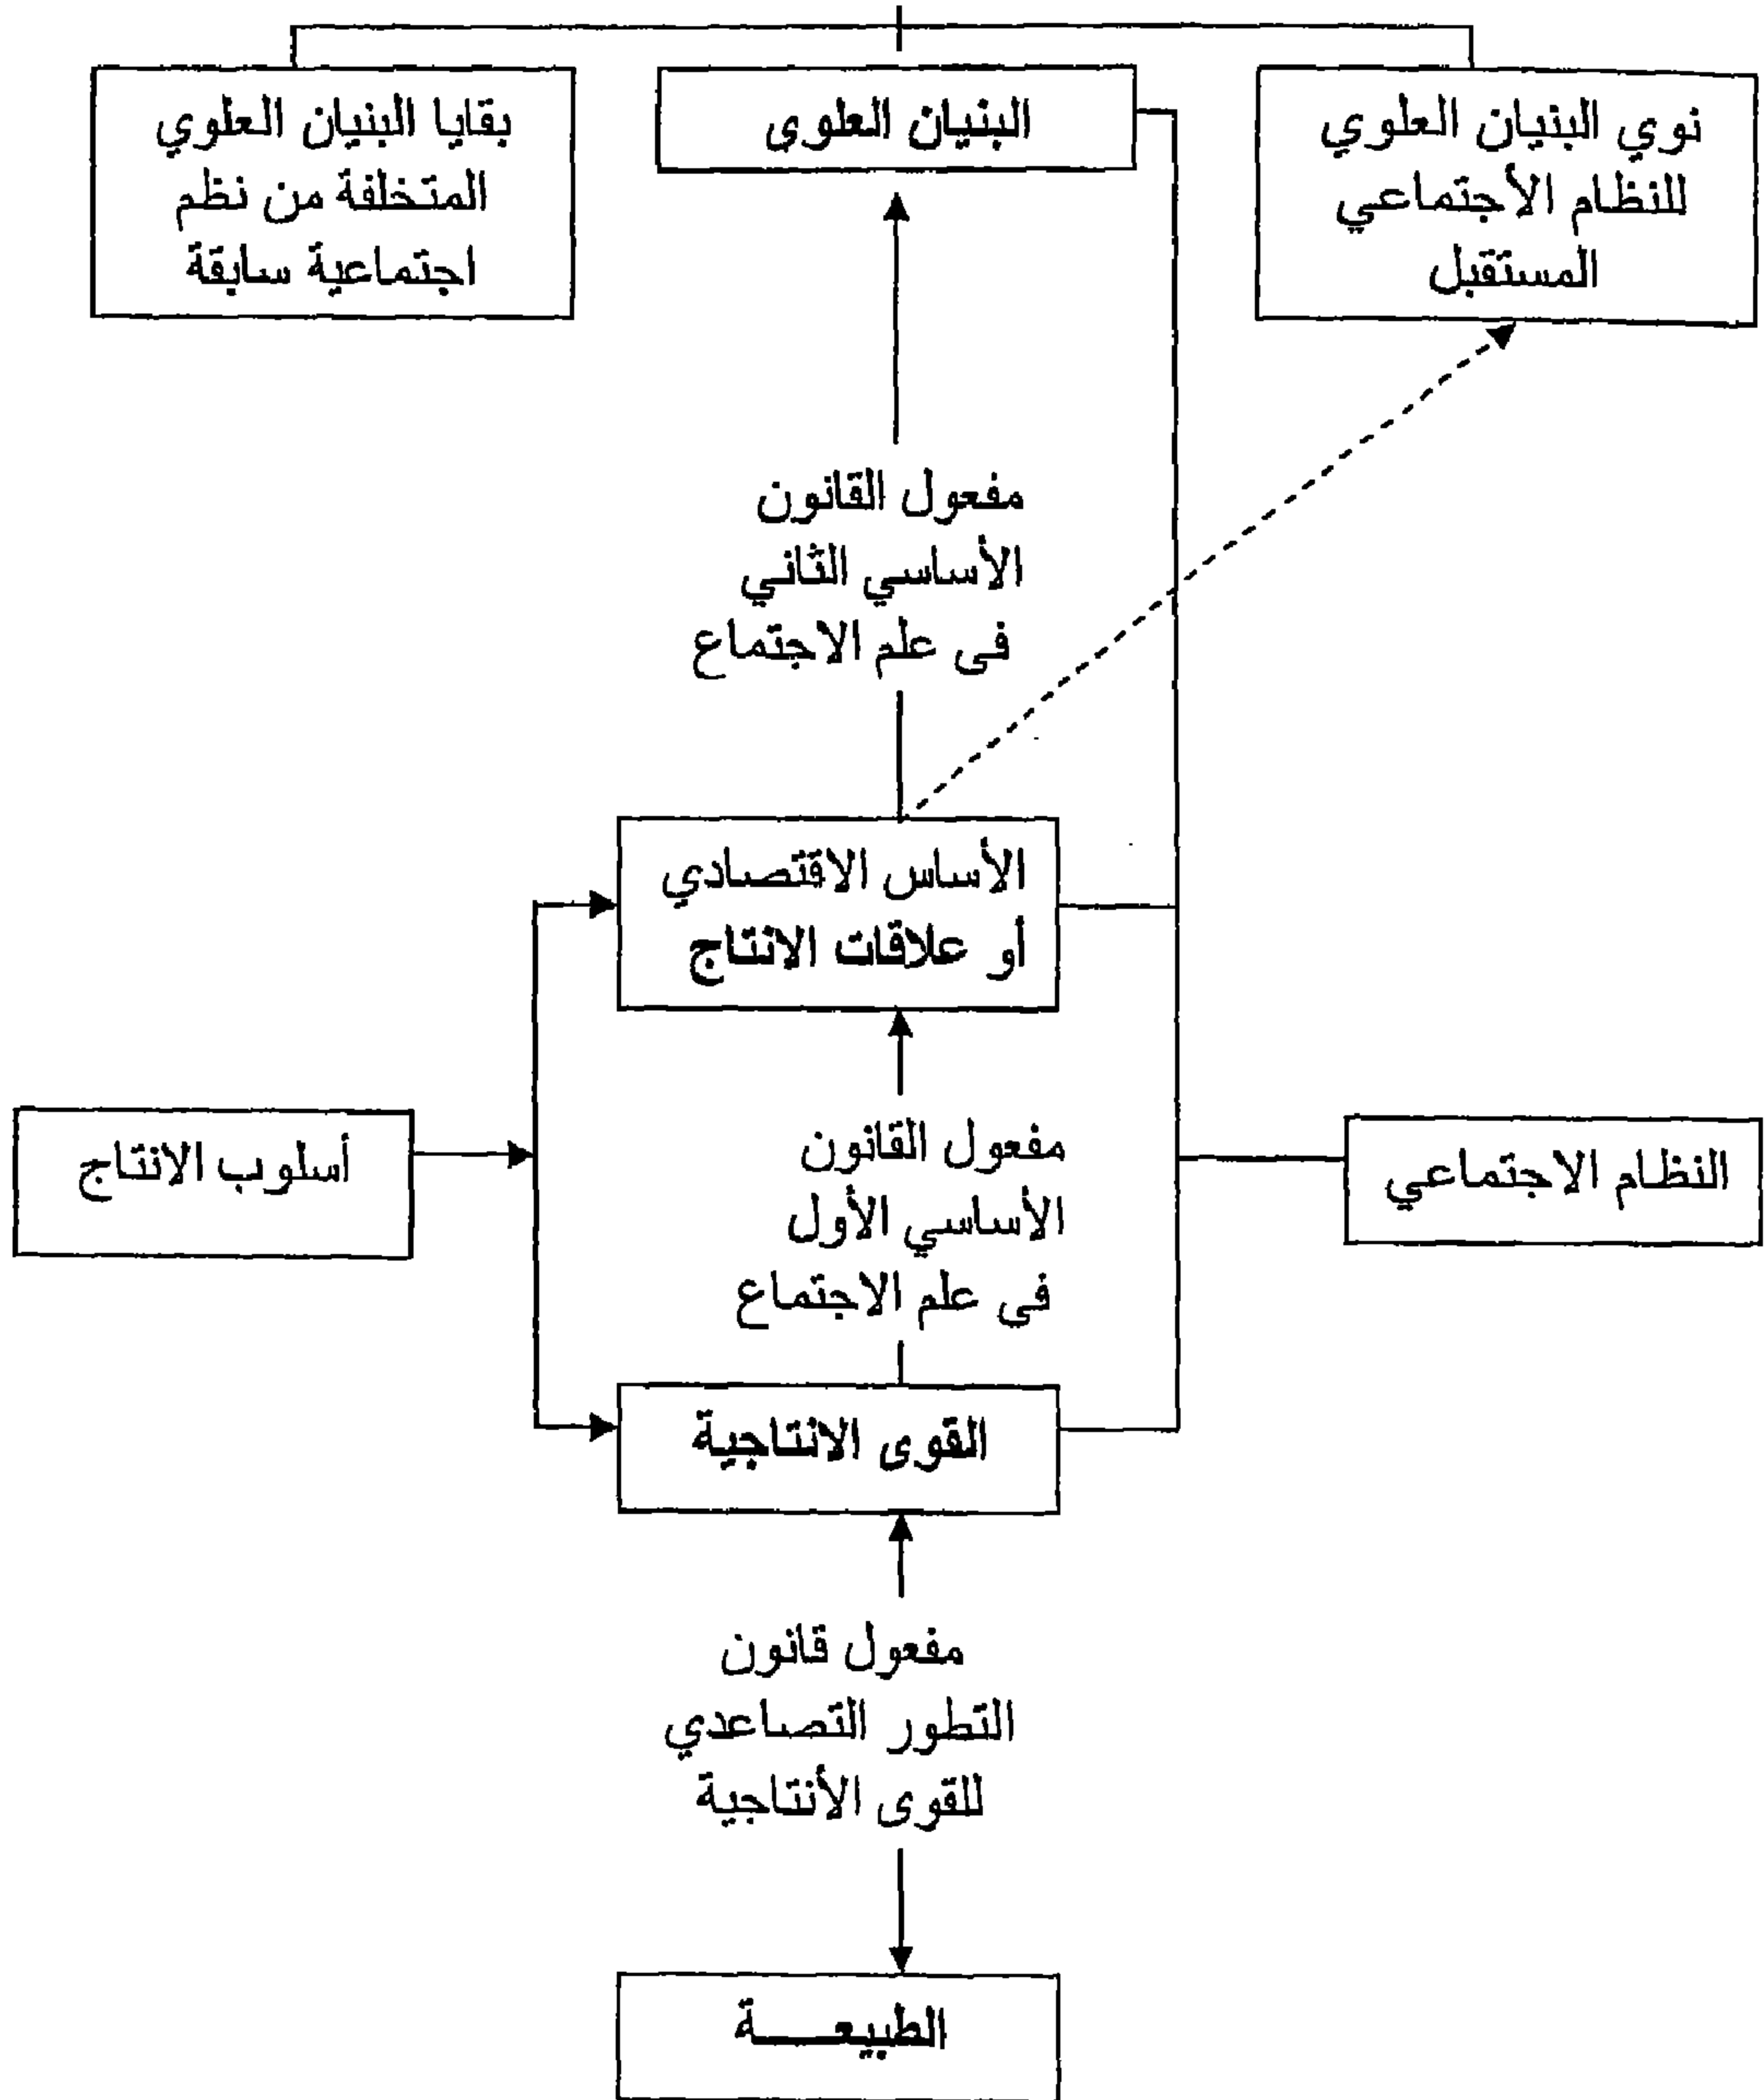 نوي البنيان العلوي
للنظام الأجتماعي
المستقبل
البنيان العلوى
بقايا البنيان العلوي
المتخلفة من نظم
اجتماعية سابقة
مفعول القانون
الأساسي الثاني
فى علم الاجتماع
الأساس الاقتصادي
أو علاقات الانتاج
النظام الاجتماعي
مفعول القانون
الأساسي الأول
فى علم الاجتماع
أسلوب الانتاج
القوى الانتاجية
مفعول قانون
التطور التصاعدي
للقوى الأنتاجية
الطبيعـــة